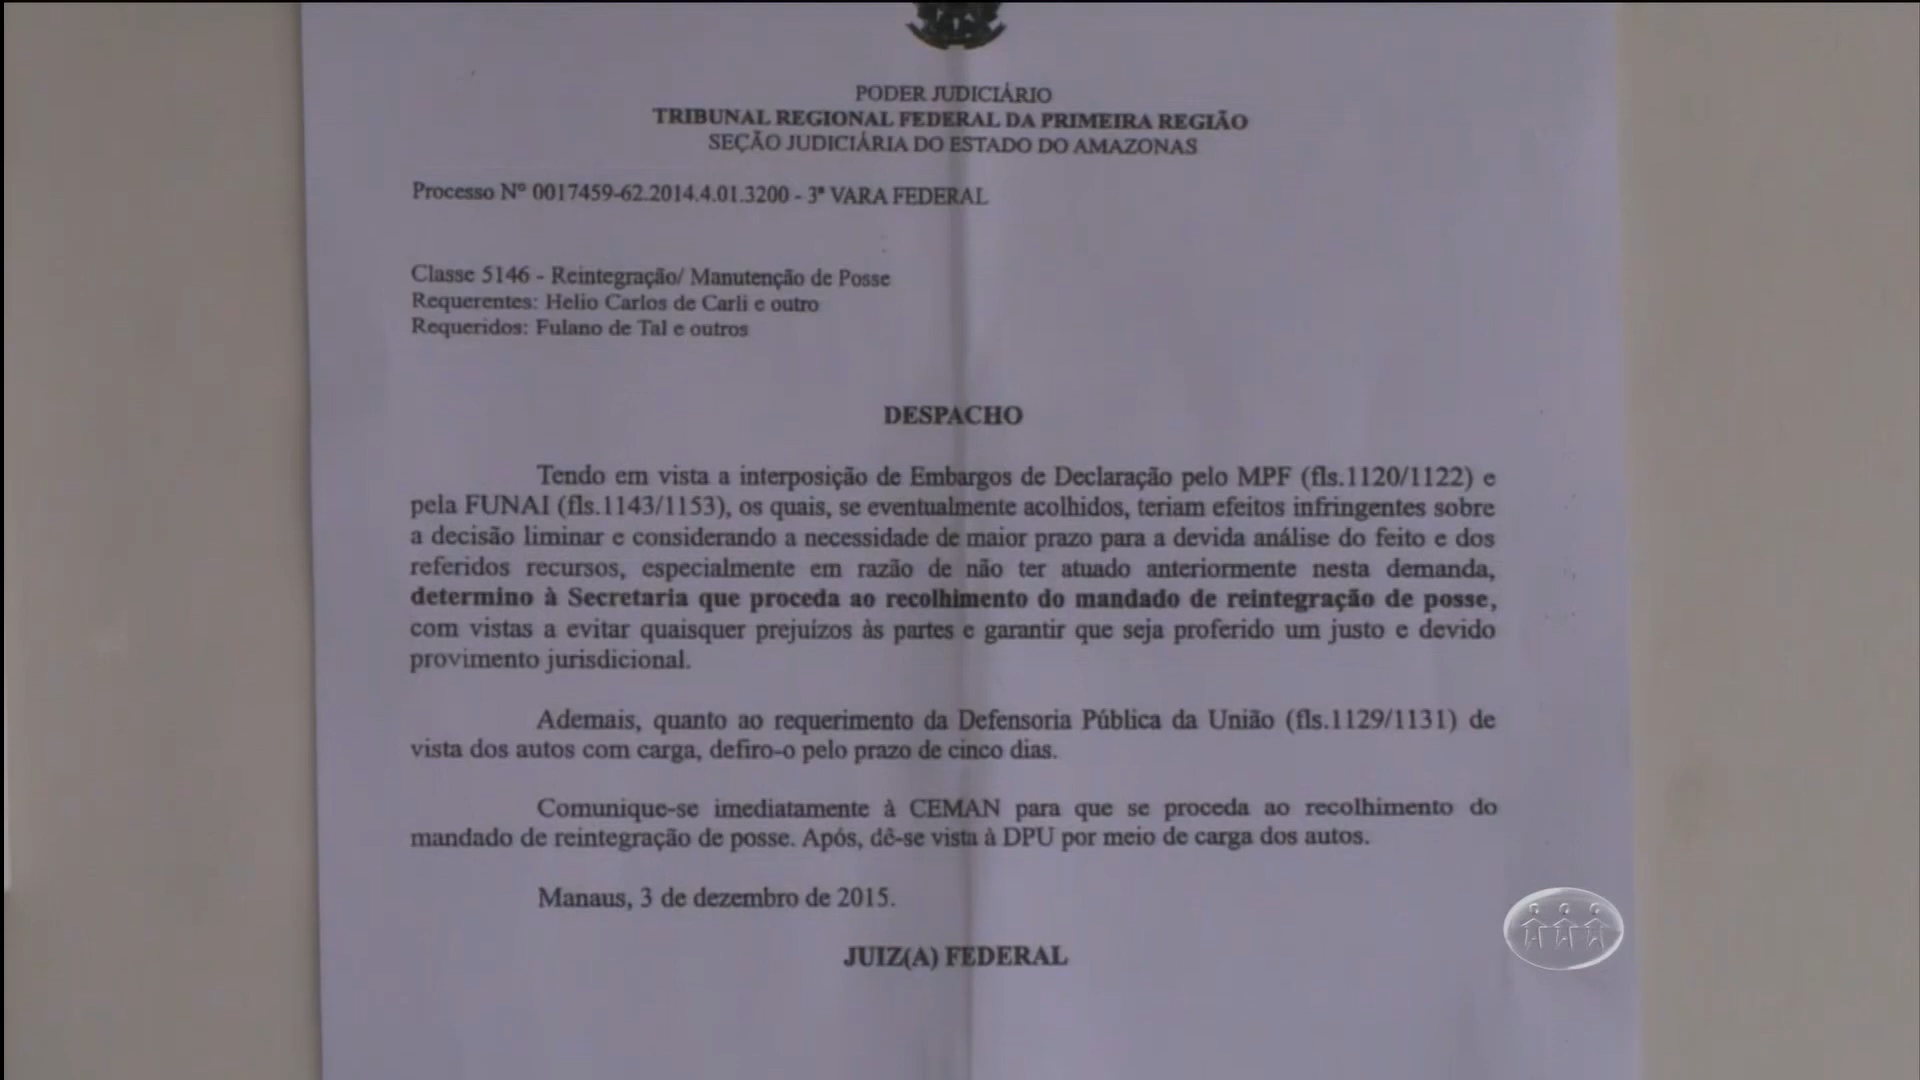 PODER JUDICIÁRIO
TRIBUNAL REGIONAL FEDERAL DA PRIMEIRA REGIÃO
SEÇÃO JUDICIÁRIA DO ESTADO DO AMAZONAS
Processo Nº 0017459-62.2014.4.01.3200 - 3ª VARA FEDERAL
Classe 5146 - Reintegração/ Manutenção de Posse
Requerentes: Helio Carlos de Carli e outro
Requeridos: Fulano de Tal e outros
DESPACHO
Tendo em vista a interposição de Embargos de Declaração pelo MPF (fls.1120/1122) e
pela FUNAI (fls.1143/1153), os quais, se eventualmente acolhidos, teriam efeitos infringentes sobre
a decisão liminar e considerando a necessidade de maior prazo para a devida análise do feito e dos
referidos recursos, especialmente em razão de não ter atuado anteriormente nesta demanda,
determino à Secretaria que proceda ao recolhimento do mandado de reintegração de posse,
com vistas a evitar quaisquer prejuízos às partes e garantir que seja proferido um justo e devido
provimento jurisdicional.
Ademais, quanto ao requerimento da Defensoria Pública da União (fls.1129/1131) de
vista dos autos com carga, defiro-o pelo prazo de cinco dias.
Comunique-se imediatamente à CEMAN para que se proceda ao recolhimento do
mandado de reintegração de posse. Após, dê-se vista à DPU por meio de carga dos autos.
Manaus, 3 de dezembro de 2015.
JUIZ(A) FEDERAL